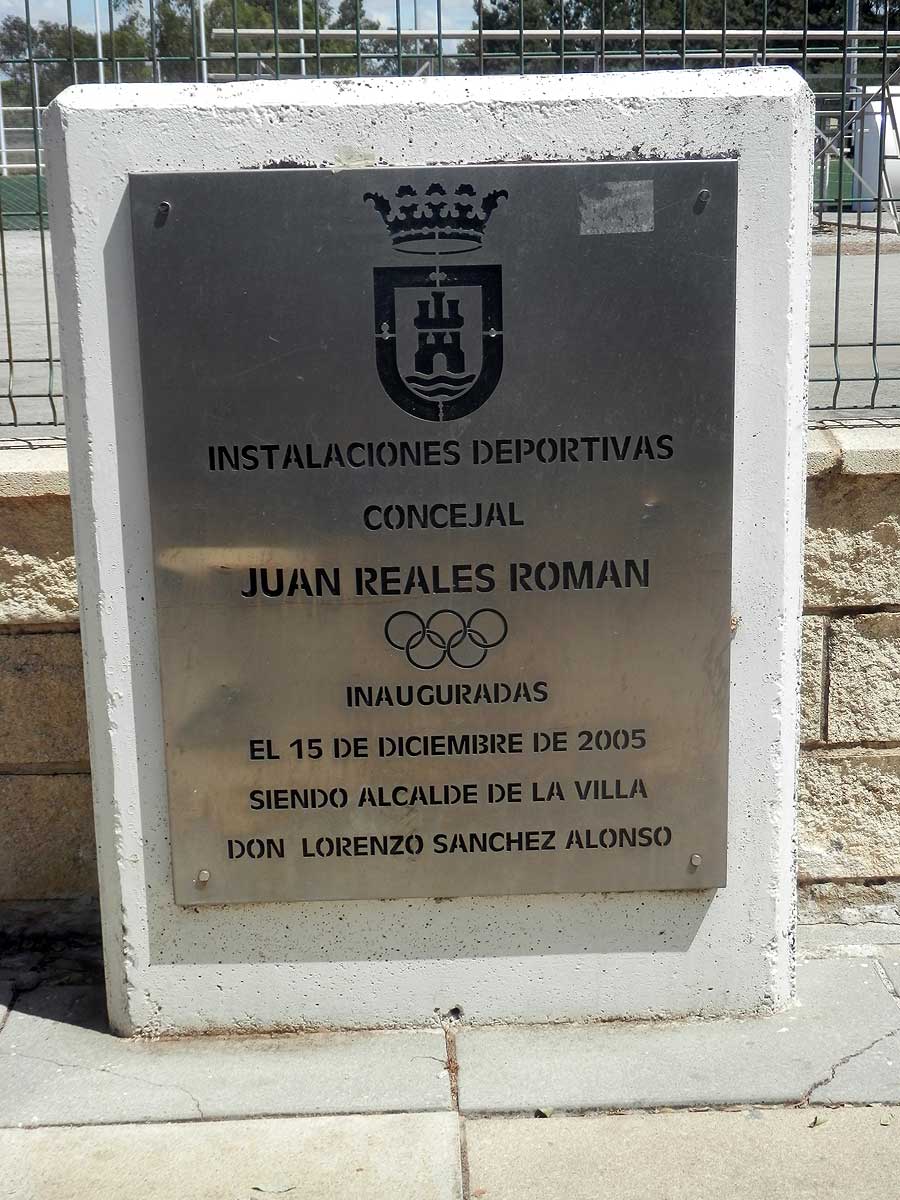 INSTALACIONES DEPORTIVAS
CONCEJAL
JUAN REALES ROMAN
INAUGURADAS
EL 15 DE DICIEMBRE DE 2005
SIENDO ALCALDE DE LA VILLA
DON LORENZO SANCHEZ ALONSO